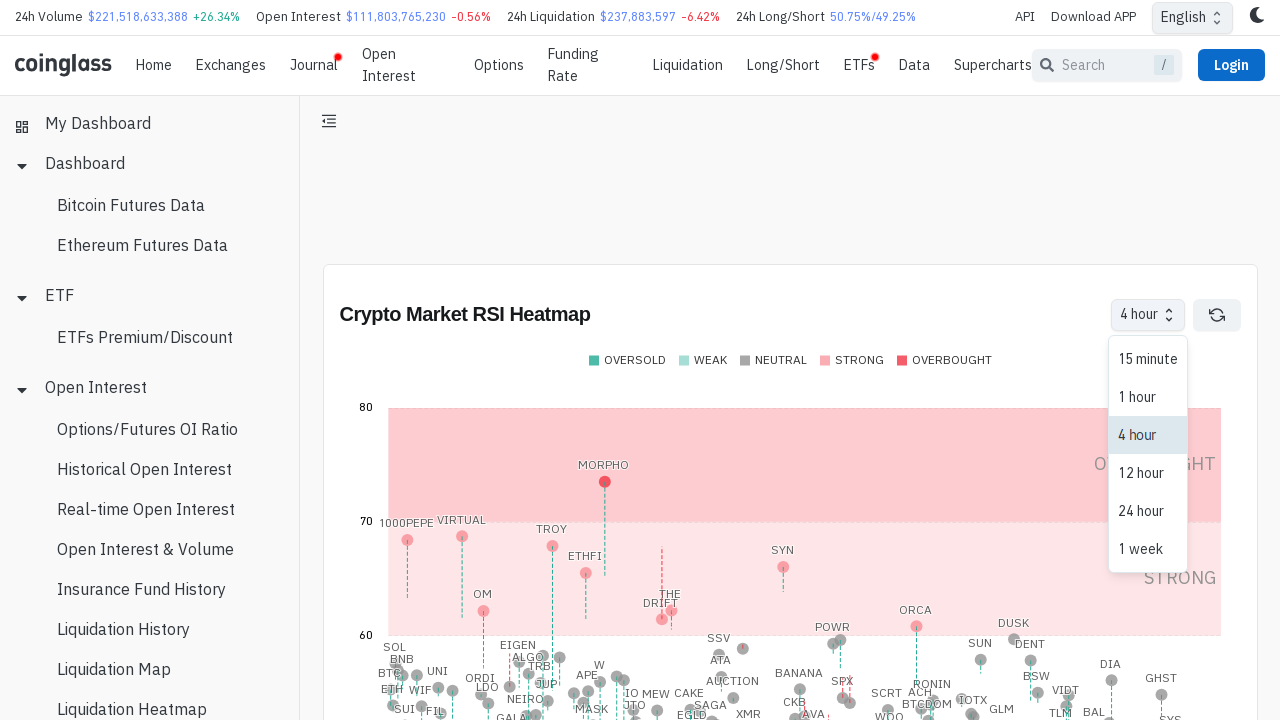 24h Volume $221,518,633,388 +26.34% Open Interest $111,803,765,230 -0.56% 24h Liquidation $237,883,597 -6.42% 24h Long/Short 50.75%/49.25% API Download APP English
coinglass Home Exchanges Journal Open Interest Options Funding Rate Liquidation Long/Short ETFs Data Supercharts Search / Login
My Dashboard
Dashboard
Bitcoin Futures Data
Ethereum Futures Data
ETF
ETFs Premium/Discount
Open Interest
Options/Futures OI Ratio
Historical Open Interest
Real-time Open Interest
Open Interest & Volume
Insurance Fund History
Liquidation History
Liquidation Map
Liquidation Heatmap
Crypto Market RSI Heatmap
4 hour
15 minute
1 hour
4 hour
12 hour
24 hour
1 week
OVERSOLD WEAK NEUTRAL STRONG OVERBOUGHT
80
MORPHO
70
1000PEPE VIRTUAL
TROY
SYN
ETHFI
STRONG
OM THE
DRIFT
ORCA
DUSK
POWR
60
SSV
SOL EIGEN SUN DENT
BNB ALGO ATA
TRB W DIA
BTC UNI APE BANANA BSW GHST
ORDI JUP AUCTION SPX RONIN
ETH WIF LDO IO MEW CAKE SCRT ACH VIDT
NEIRO JTO SAGA CKB BTCDOM IOTX
SUI FIL MASK EGLD XMR AVA WOO GLM TLM BAL
GALA SYS